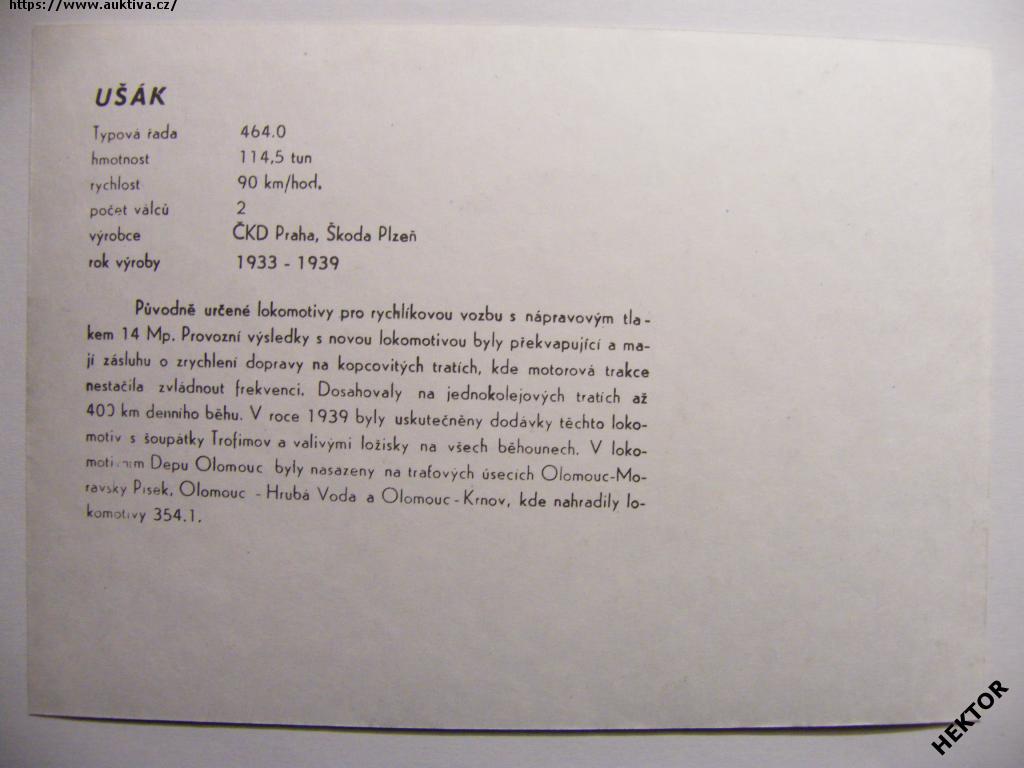 https://www.auktiva.cz/
UŠÁK
Typová řada 464.0
hmotnost 114,5 tun
rychlost 90 km/hod.
počet válců 2
výrobce ČKD Praha, Škoda Plzeň
rok výroby 1933 - 1939
Původně určené lokomotivy pro rychlíkovou vozbu s nápravovým tla-
kem 14 Mp. Provozní výsledky s novou lokomotivou byly překvapující a ma-
jí zásluhu o zrychlení dopravy na kopcovitých tratích, kde motorová trakce
nestačila zvládnout frekvenci. Dosahovaly na jednokolejových tratích až
400 km denního běhu. V roce 1939 byly uskutečněny dodávky těchto loko-
motiv s šoupátky Trofimov a valivými ložisky na všech běhounech. V loko-
motivním Depu Olomouc byly nasazeny na traťových úsecích Olomouc-Mo-
ravský Písek, Olomouc - Hrubá Voda a Olomouc - Krnov, kde nahradily lo-
komotivy 354.1.
HEKTOR